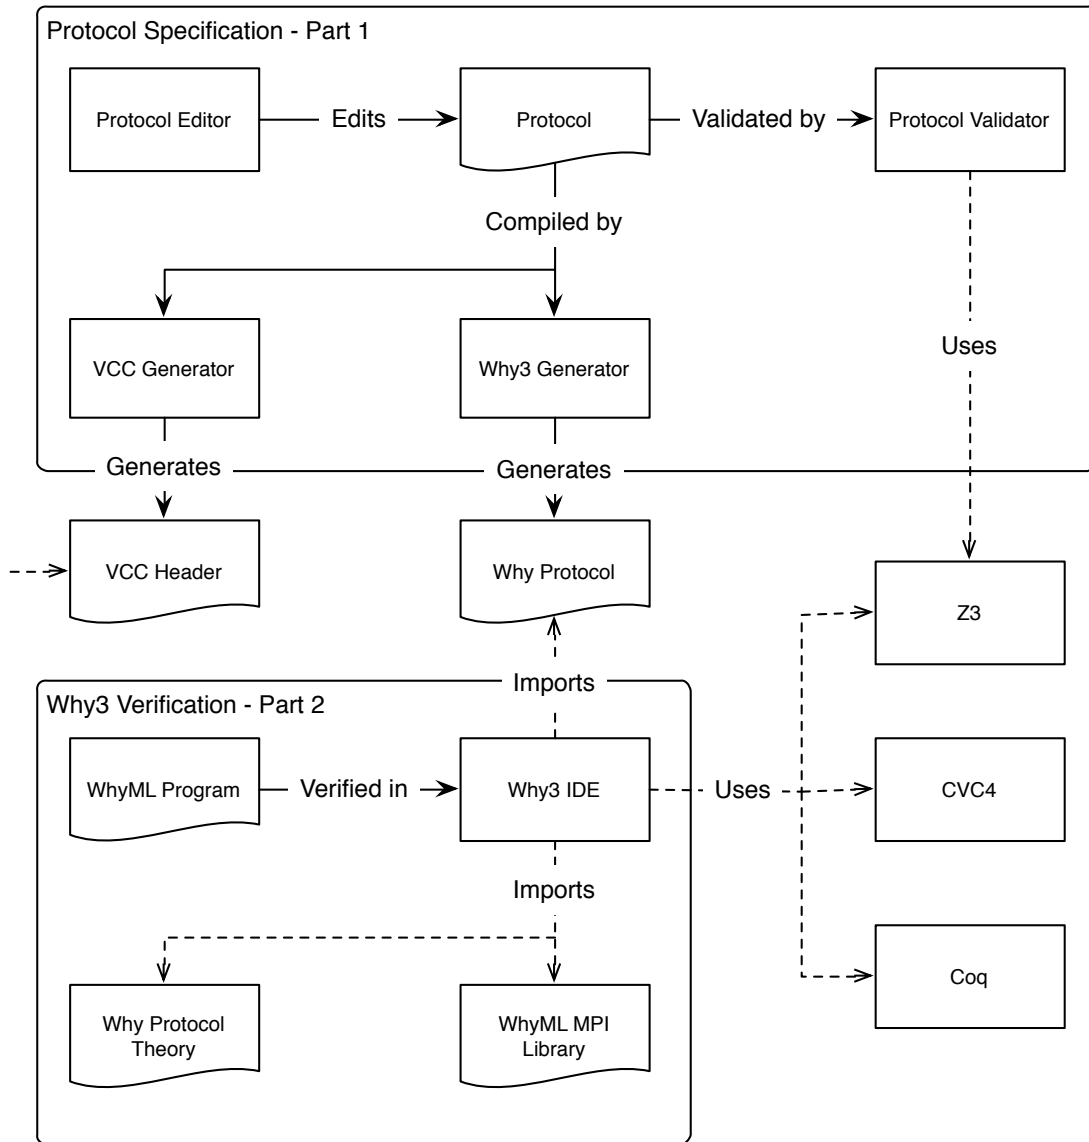 Protocol Specification - Part 1
Protocol Editor
Edits
Protocol
Validated by
Protocol Validator
Compiled by
VCC Generator
Why3 Generator
Uses
Generates
Generates
VCC Header
Why Protocol
Z3
Imports
Why3 Verification - Part 2
WhyML Program
Verified in
Why3 IDE
Uses
CVC4
Imports
Why Protocol
Theory
WhyML MPI
Library
Coq